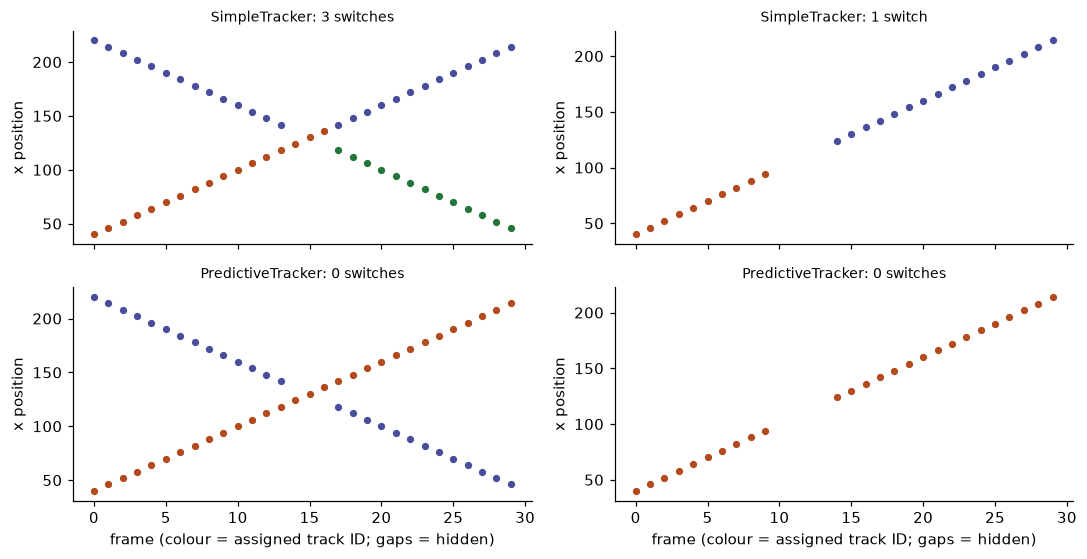 SimpleTracker: 3 switches
x position
200
150
100
50
SimpleTracker: 1 switch
x position
200
150
100
50
PredictiveTracker: 0 switches
x position
200
150
100
50
0 5 10 15 20 25 30
frame (colour = assigned track ID; gaps = hidden)
PredictiveTracker: 0 switches
x position
200
150
100
50
0 5 10 15 20 25 30
frame (colour = assigned track ID; gaps = hidden)